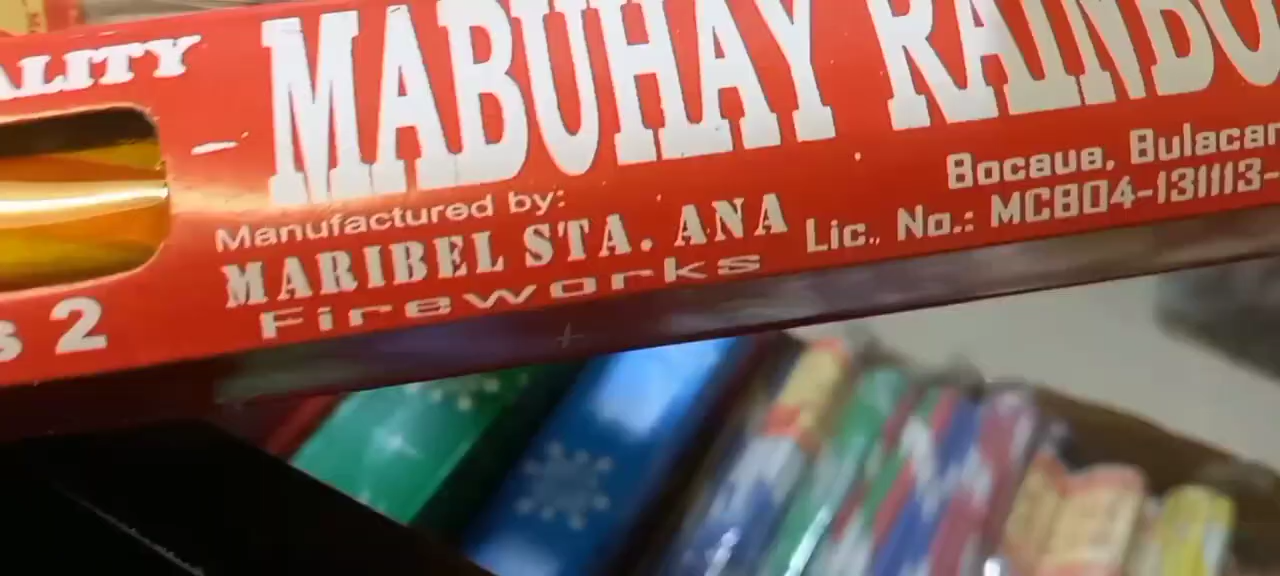 ALITY
MABUHAY RAINBO
Manufactured by:
MARIBEL STA. ANA
Fireworks
Bocaue, Bulacan
Lic. No.: MCB04-131113-
s 2